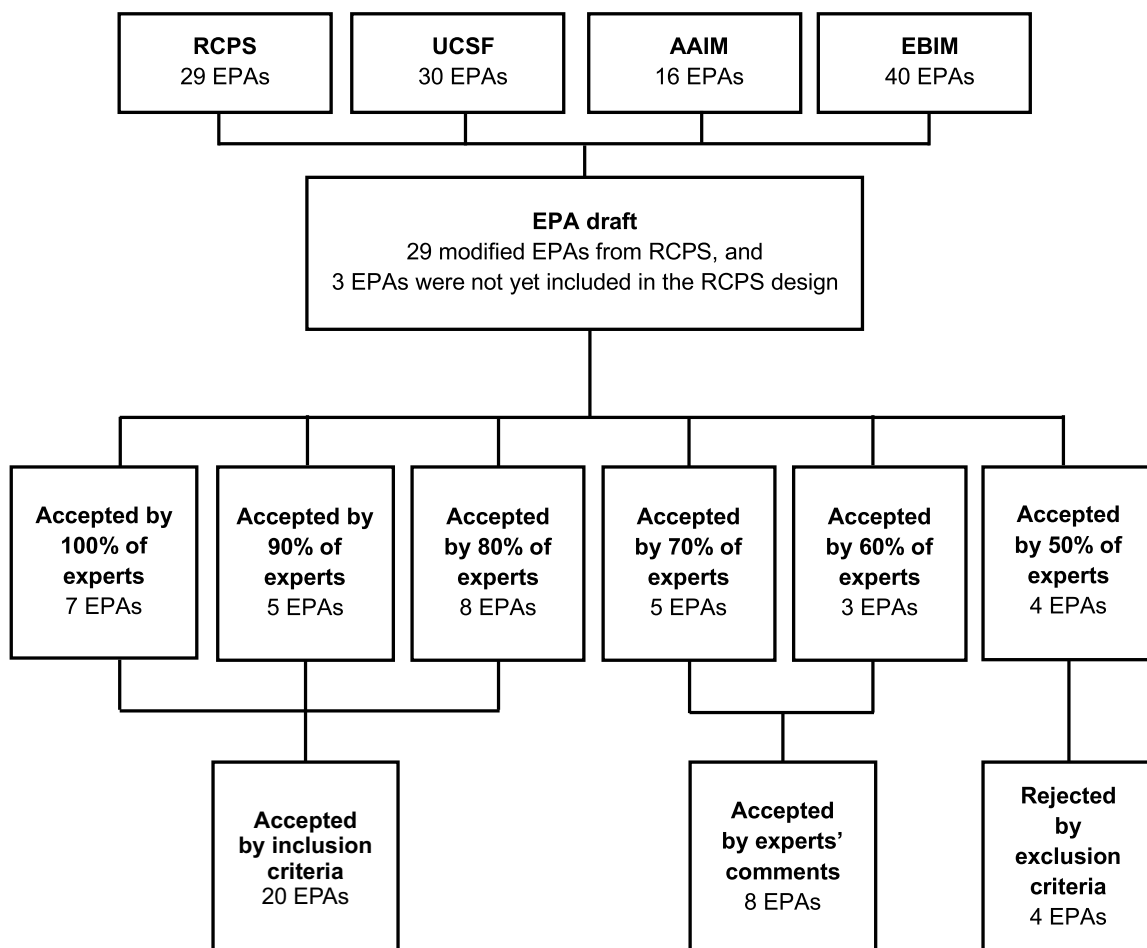 RCPS
29 EPAs
UCSF
30 EPAs
AAIM
16 EPAs
EBIM
40 EPAs
EPA draft
29 modified EPAs from RCPS, and
3 EPAs were not yet included in the RCPS design
Accepted by
100% of
experts
7 EPAs
Accepted by
90% of
experts
5 EPAs
Accepted
by 80% of
experts
8 EPAs
Accepted
by 70% of
experts
5 EPAs
Accepted
by 60% of
experts
3 EPAs
Accepted
by 50% of
experts
4 EPAs
Accepted
by inclusion
criteria
20 EPAs
Accepted
by experts’
comments
8 EPAs
Rejected
by
exclusion
criteria
4 EPAs